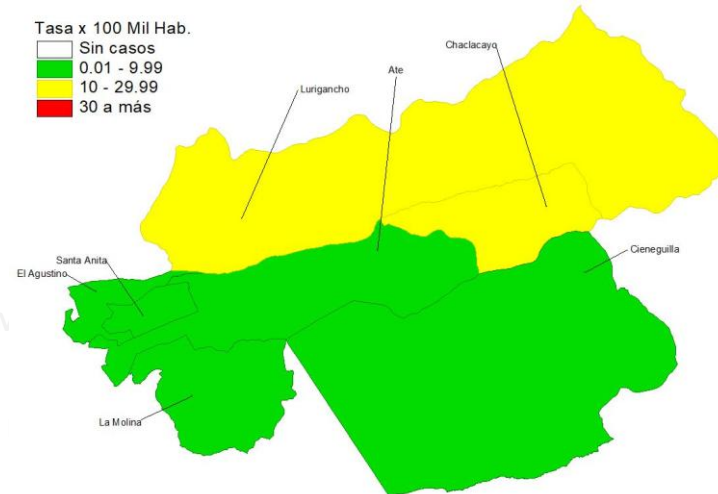 Tasa x 100 Mil Hab.
Sin casos
0.01 - 9.99
10 - 29.99
30 a más
Chaclacayo
Ate
Lurigancho
Cieneguilla
Santa Anita
El Agustino
La Molina